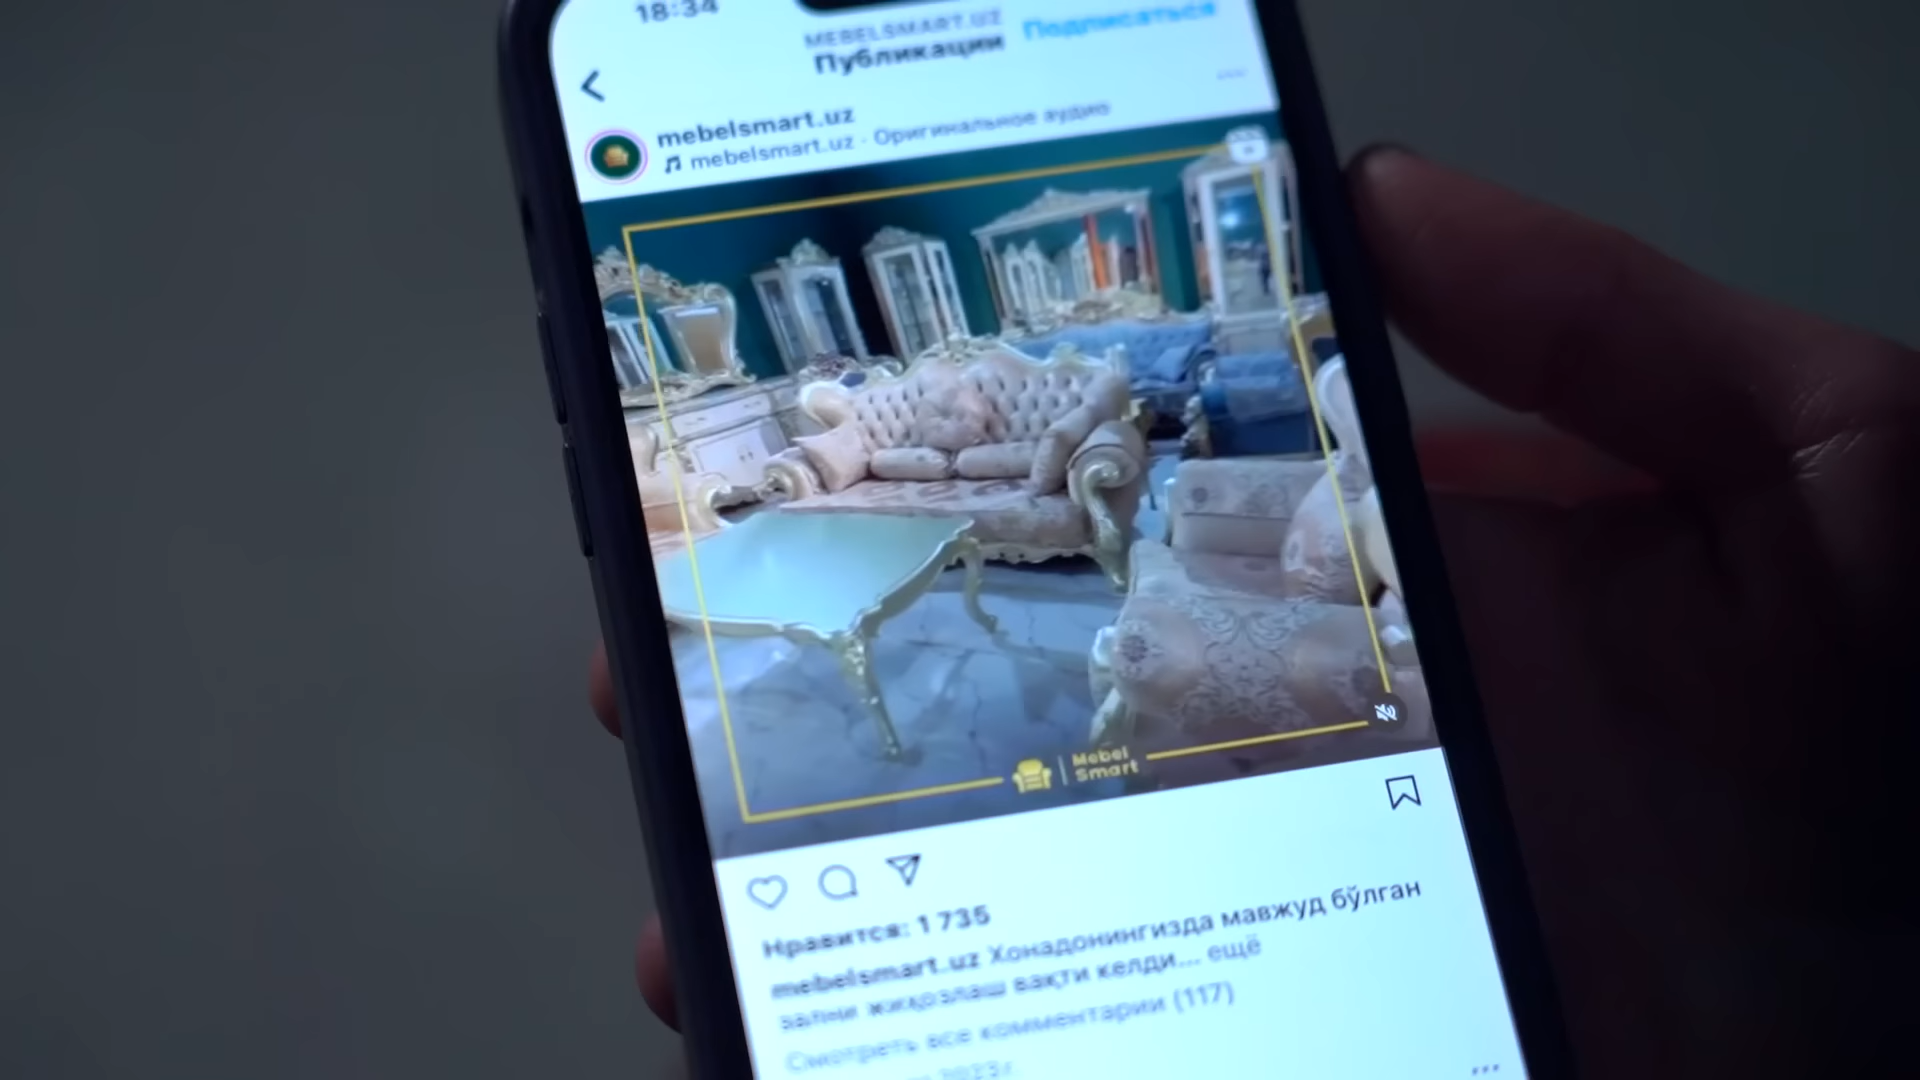 18:34
MEBELSMART.UZ
Публикации
Подписаться
mebelsmart.uz
mebelsmart.uz · Оригинальное аудио
Mebel
Smart
Нравится: 1 735
mebelsmart.uz Хонадонингизда мавжуд бўлган
зални жиҳозлаш вақти келди... ещё
Смотреть все комментарии (117)
2023 г.